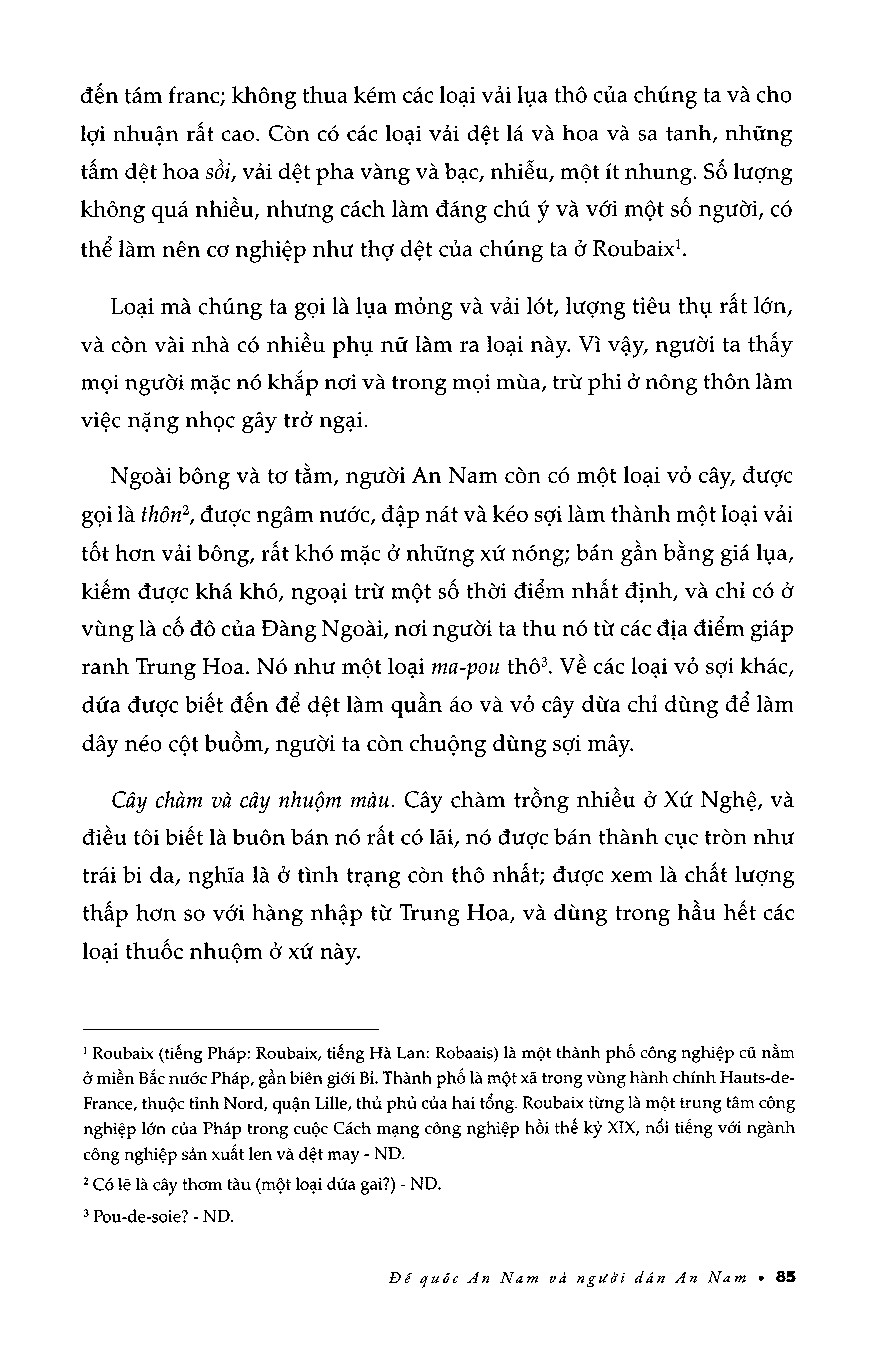 đến tám franc; không thua kém các loại vải lụa thô của chúng ta và cho
lợi nhuận rất cao. Còn có các loại vải dệt lá và hoa và sa tanh, những
tấm dệt hoa sồi, vải dệt pha vàng và bạc, nhiễu, một ít nhung. Số lượng
không quá nhiều, nhưng cách làm đáng chú ý và với một số người, có
thể làm nên cơ nghiệp như thợ dệt của chúng ta ở Roubaix¹.
Loại mà chúng ta gọi là lụa mỏng và vải lót, lượng tiêu thụ rất lớn,
và còn vài nhà có nhiều phụ nữ làm ra loại này. Vì vậy, người ta thấy
mọi người mặc nó khắp nơi và trong mọi mùa, trừ phi ở nông thôn làm
việc nặng nhọc gây trở ngại.
Ngoài bông và tơ tằm, người An Nam còn có một loại vỏ cây, được
gọi là thôn², được ngâm nước, đập nát và kéo sợi làm thành một loại vải
tốt hơn vải bông, rất khó mặc ở những xứ nóng; bán gần bằng giá lụa,
kiếm được khá khó, ngoại trừ một số thời điểm nhất định, và chỉ có ở
vùng là cố đô của Đàng Ngoài, nơi người ta thu nó từ các địa điểm giáp
ranh Trung Hoa. Nó như một loại ma-pou thô³. Về các loại vỏ sợi khác,
dứa được biết đến để dệt làm quần áo và vỏ cây dừa chỉ dùng để làm
dây néo cột buồm, người ta còn chuộng dùng sợi mây.
Cây chàm và cây nhuộm màu. Cây chàm trồng nhiều ở Xứ Nghệ, và
điều tôi biết là buôn bán nó rất có lãi, nó được bán thành cục tròn như
trái bi da, nghĩa là ở tình trạng còn thô nhất; được xem là chất lượng
thấp hơn so với hàng nhập từ Trung Hoa, và dùng trong hầu hết các
loại thuốc nhuộm ở xứ này.
¹ Roubaix (tiếng Pháp: Roubaix, tiếng Hà Lan: Robaais) là một thành phố công nghiệp cũ nằm
ở miền Bắc nước Pháp, gần biên giới Bỉ. Thành phố là một xã trong vùng hành chính Hauts-de-
France, thuộc tỉnh Nord, quận Lille, thủ phủ của hai tổng. Roubaix từng là một trung tâm công
nghiệp lớn của Pháp trong cuộc Cách mạng công nghiệp hồi thế kỷ XIX, nổi tiếng với ngành
công nghiệp sản xuất len và dệt may - ND.
² Có lẽ là cây thơm tàu (một loại dứa gai?) - ND.
³ Pou-de-soie? - ND.
Đế quốc An Nam và người dân An Nam • 85